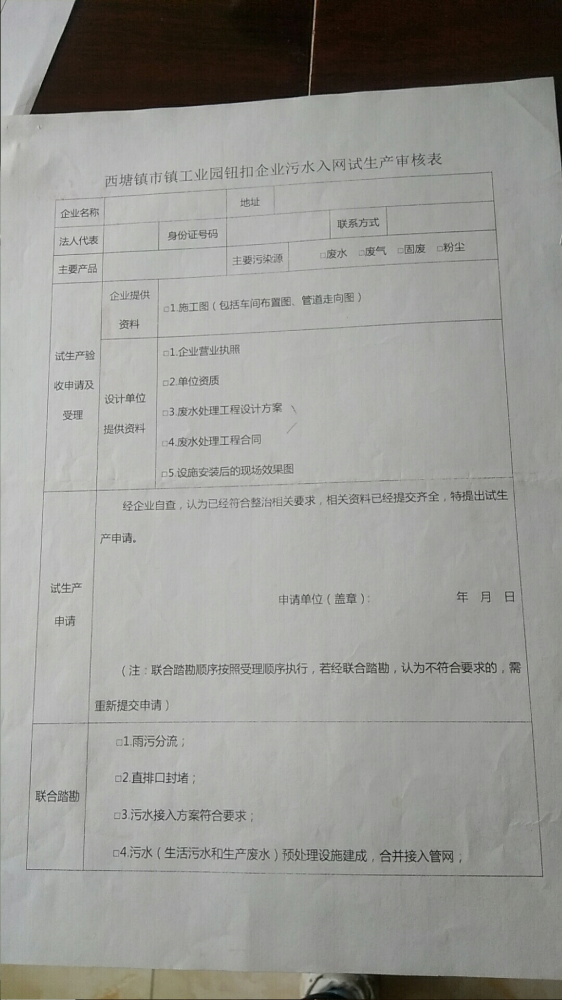 西塘镇市镇工业园钮扣企业污水入网试生产审核表
企业名称 地址
法人代表 身份证号码 联系方式
主要产品 主要污染源 □废水 □废气 □固废 □粉尘
试生产验
收申请及
受理
企业提供
资料
□1.施工图（包括车间布置图、管道走向图）
设计单位
提供资料
□1.企业营业执照
□2.单位资质
□3.废水处理工程设计方案
□4.废水处理工程合同
□5.设施安装后的现场效果图
试生产
申请
经企业自查，认为已经符合整治相关要求，相关资料已经提交齐全，特提出试生
产申请。
申请单位（盖章）： 年 月 日
（注：联合踏勘顺序按照受理顺序执行，若经联合踏勘，认为不符合要求的，需
重新提交申请）
联合踏勘
□1.雨污分流；
□2.直排口封堵；
□3.污水接入方案符合要求；
□4.污水（生活污水和生产废水）预处理设施建成，合并接入管网；